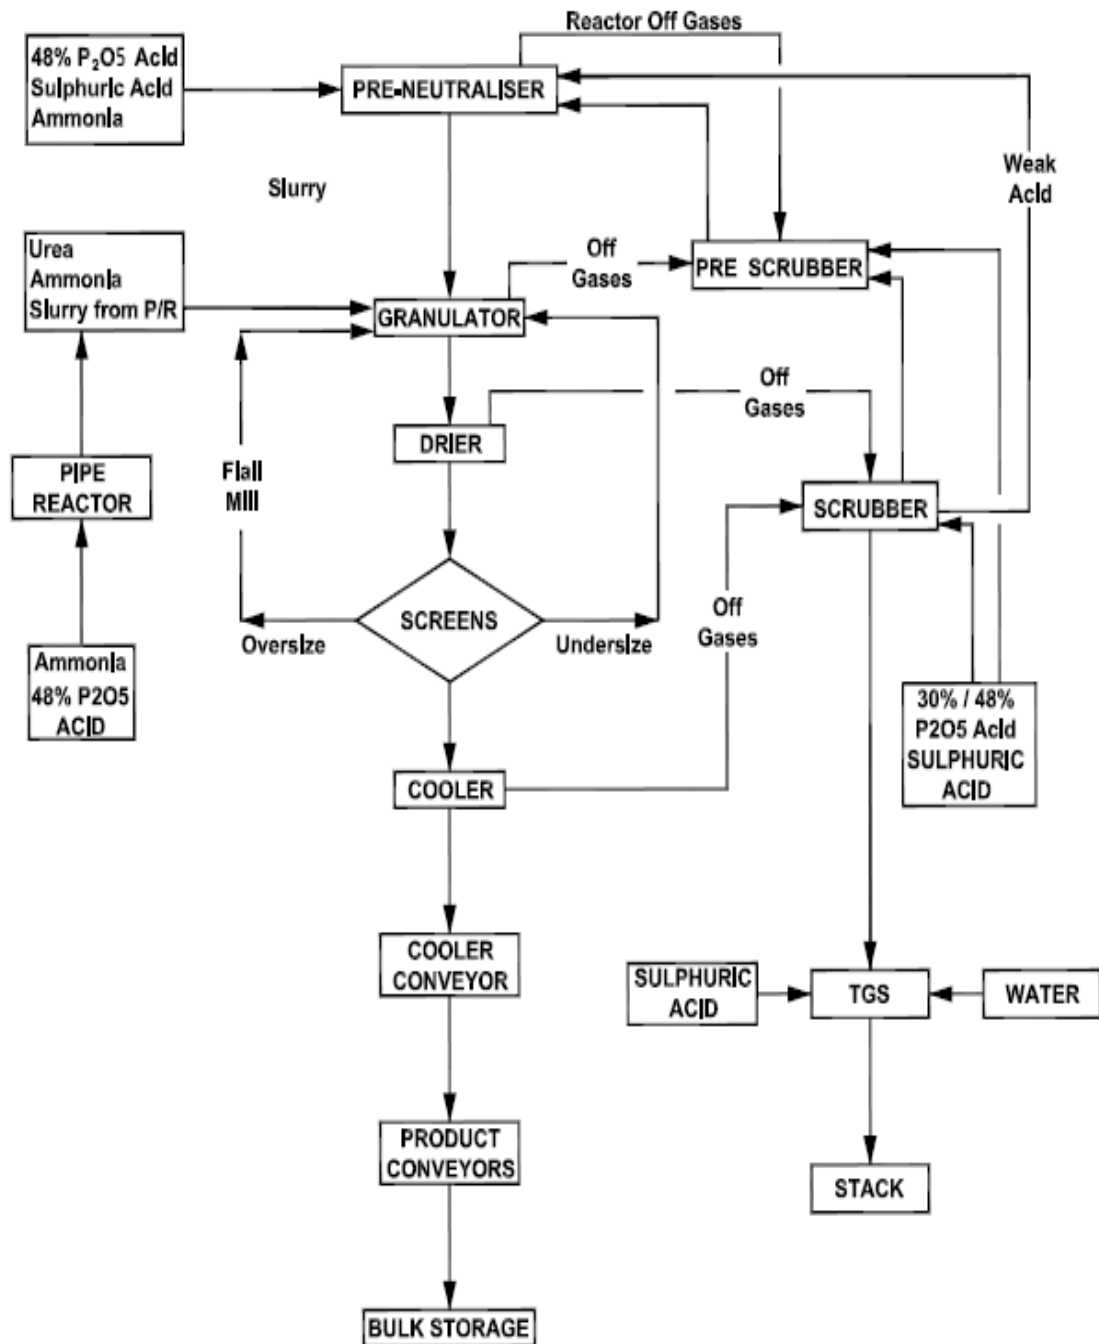 Reactor Off Gases
48% P₂O5 Acid
Sulphuric Acid
Ammonia
PRE-NEUTRALISER
Weak
Acid
Slurry
Urea
Ammonia
Slurry from P/R
Off
Gases
PRE SCRUBBER
GRANULATOR
Off
Gases
DRIER
PIPE
REACTOR
Flail
Mill
SCRUBBER
SCREENS
Off
Gases
Oversize
Undersize
Ammonia
48% P2O5
ACID
30% / 48%
P2O5 Acid
SULPHURIC
ACID
COOLER
COOLER
CONVEYOR
SULPHURIC
ACID
TGS
WATER
PRODUCT
CONVEYORS
STACK
BULK STORAGE